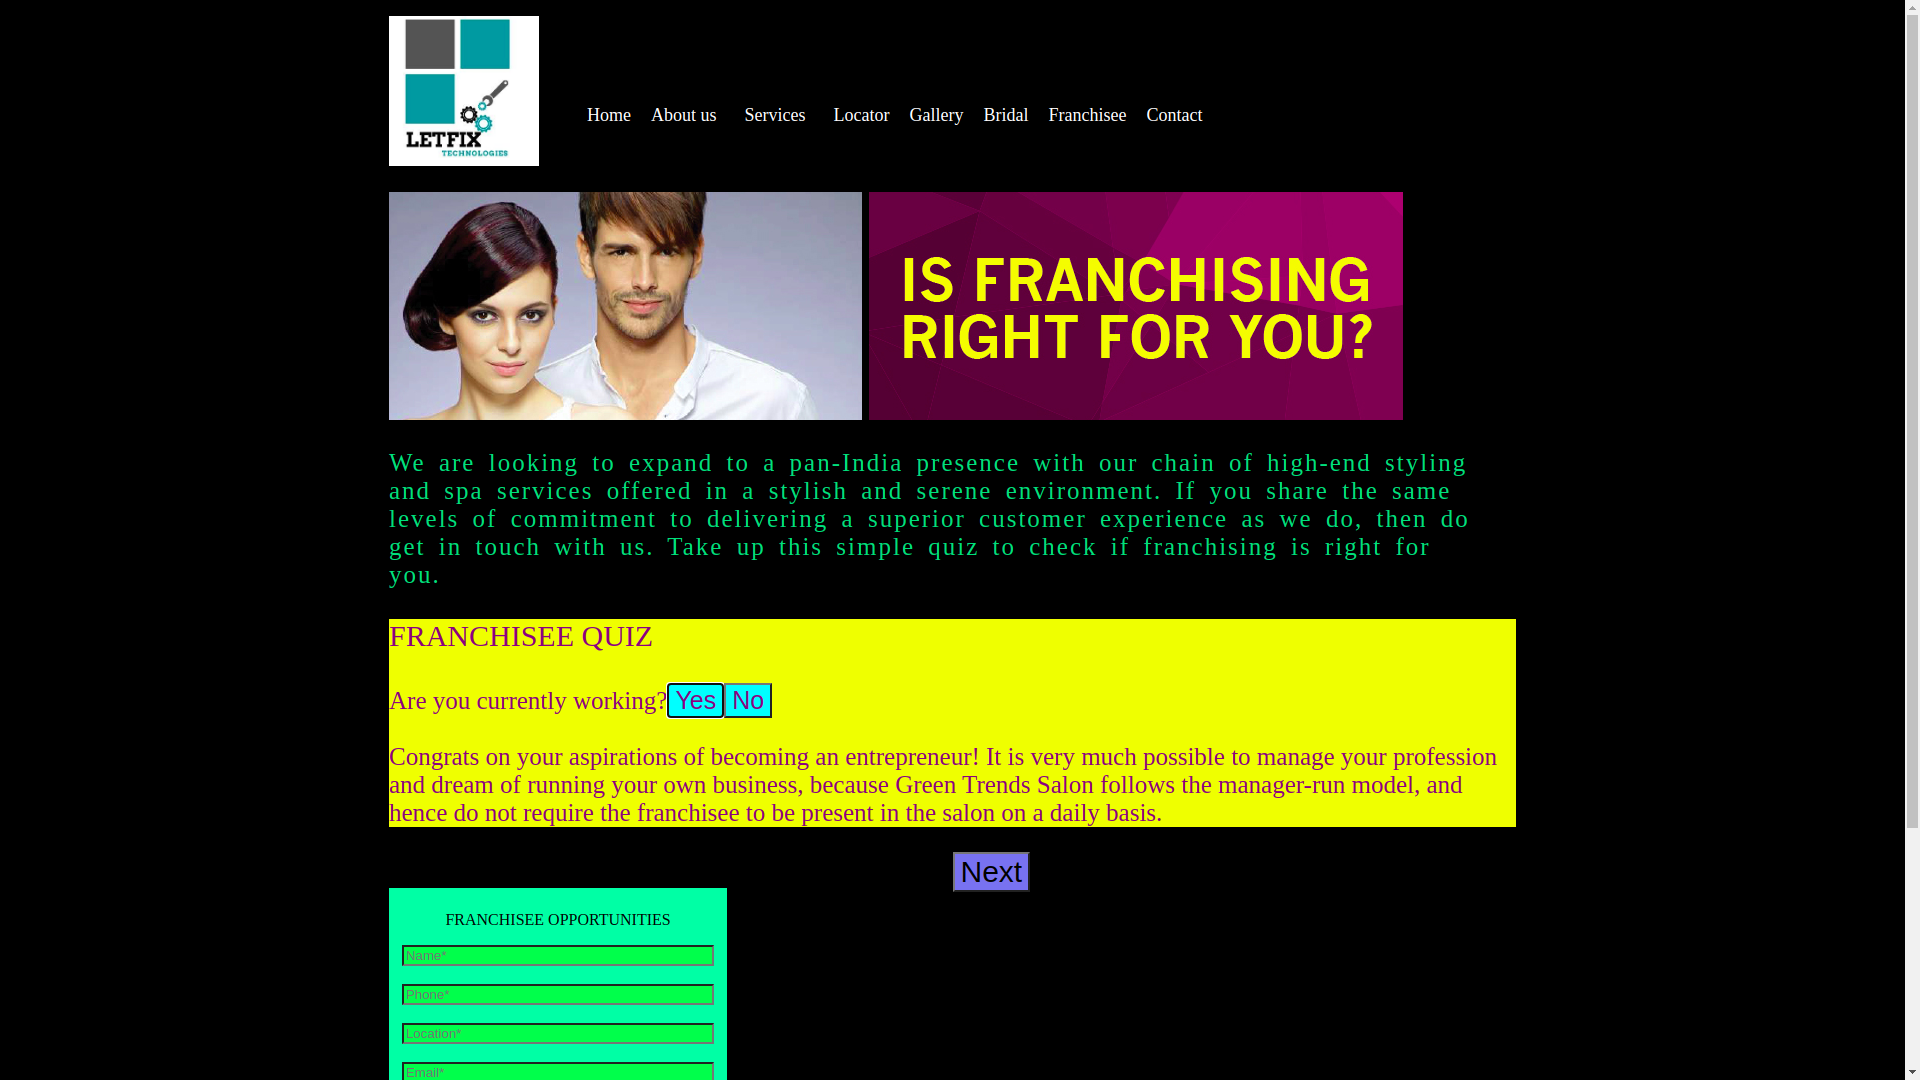 LETFIX
TECHNOLOGIES
Home About us Services Locator Gallery Bridal Franchisee Contact
IS FRANCHISING
RIGHT FOR YOU?
We are looking to expand to a pan-India presence with our chain of high-end styling
and spa services offered in a stylish and serene environment. If you share the same
levels of commitment to delivering a superior customer experience as we do, then do
get in touch with us. Take up this simple quiz to check if franchising is right for
you.
FRANCHISEE QUIZ
Are you currently working? Yes No
Congrats on your aspirations of becoming an entrepreneur! It is very much possible to manage your profession
and dream of running your own business, because Green Trends Salon follows the manager-run model, and
hence do not require the franchisee to be present in the salon on a daily basis.
Next
FRANCHISEE OPPORTUNITIES
Name*
Phone*
Location*
Email*